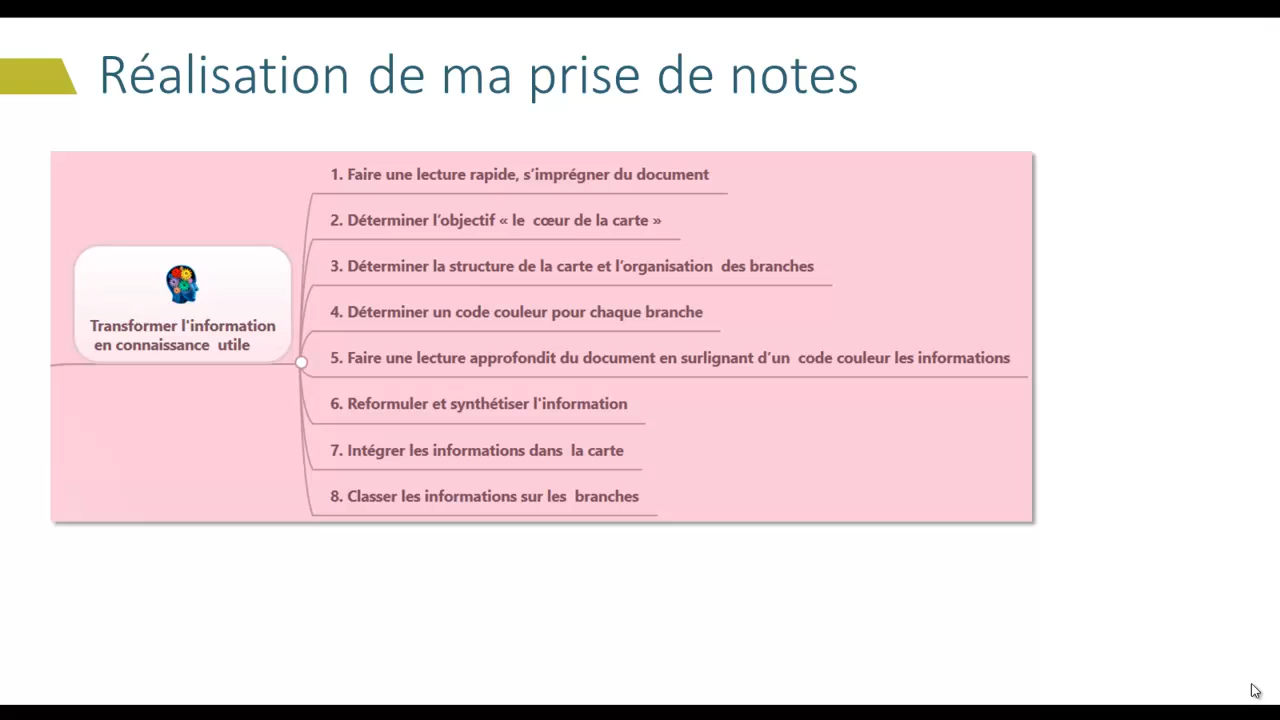 Réalisation de ma prise de notes
1. Faire une lecture rapide, s’imprégner du document
2. Déterminer l’objectif « le cœur de la carte »
3. Déterminer la structure de la carte et l’organisation des branches
4. Déterminer un code couleur pour chaque branche
Transformer l'information
en connaissance utile
5. Faire une lecture approfondit du document en surlignant d’un code couleur les informations
6. Reformuler et synthétiser l'information
7. Intégrer les informations dans la carte
8. Classer les informations sur les branches